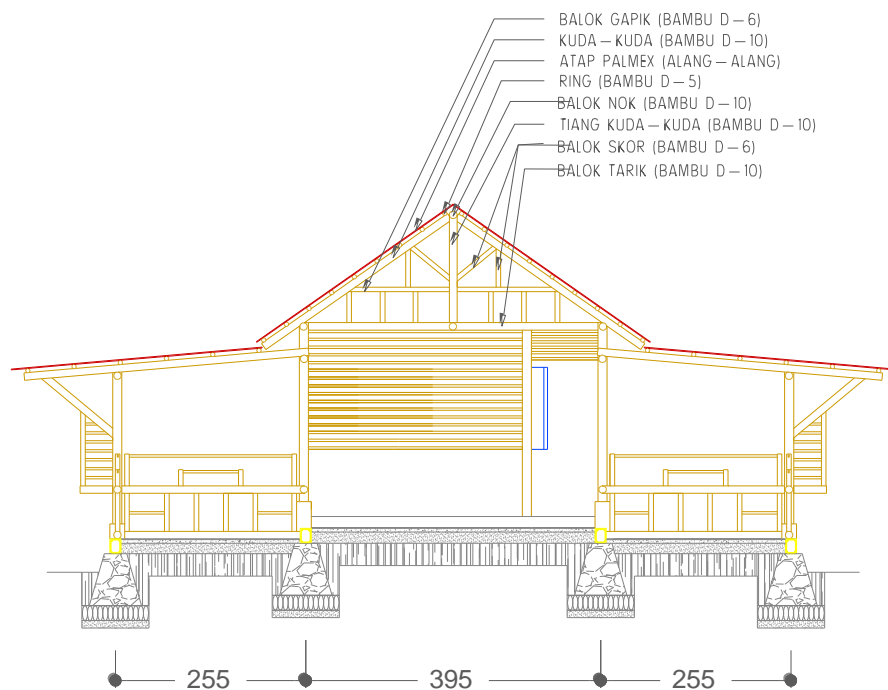 BALOK GAPIK (BAMBU D–6)
KUDA–KUDA (BAMBU D–10)
ATAP PALMEX (ALANG–ALANG)
RING (BAMBU D–5)
BALOK NOK (BAMBU D–10)
TIANG KUDA–KUDA (BAMBU D–10)
BALOK SKOR (BAMBU D–6)
BALOK TARIK (BAMBU D–10)
255 395 255